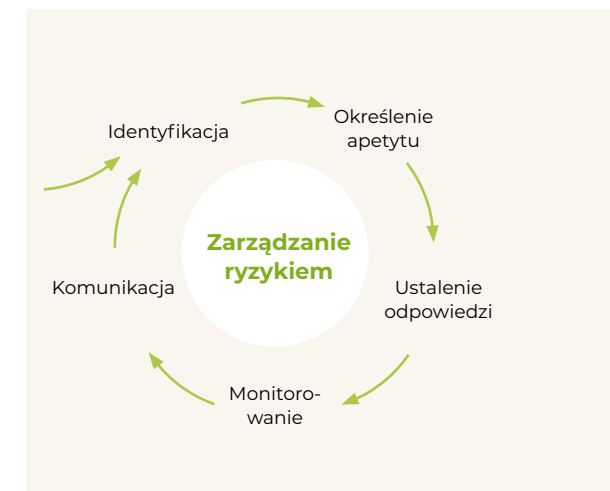 Identyfikacja
Określenie
apetytu
Zarządzanie
ryzykiem
Ustalenie
odpowiedzi
Monitoro-
wanie
Komunikacja